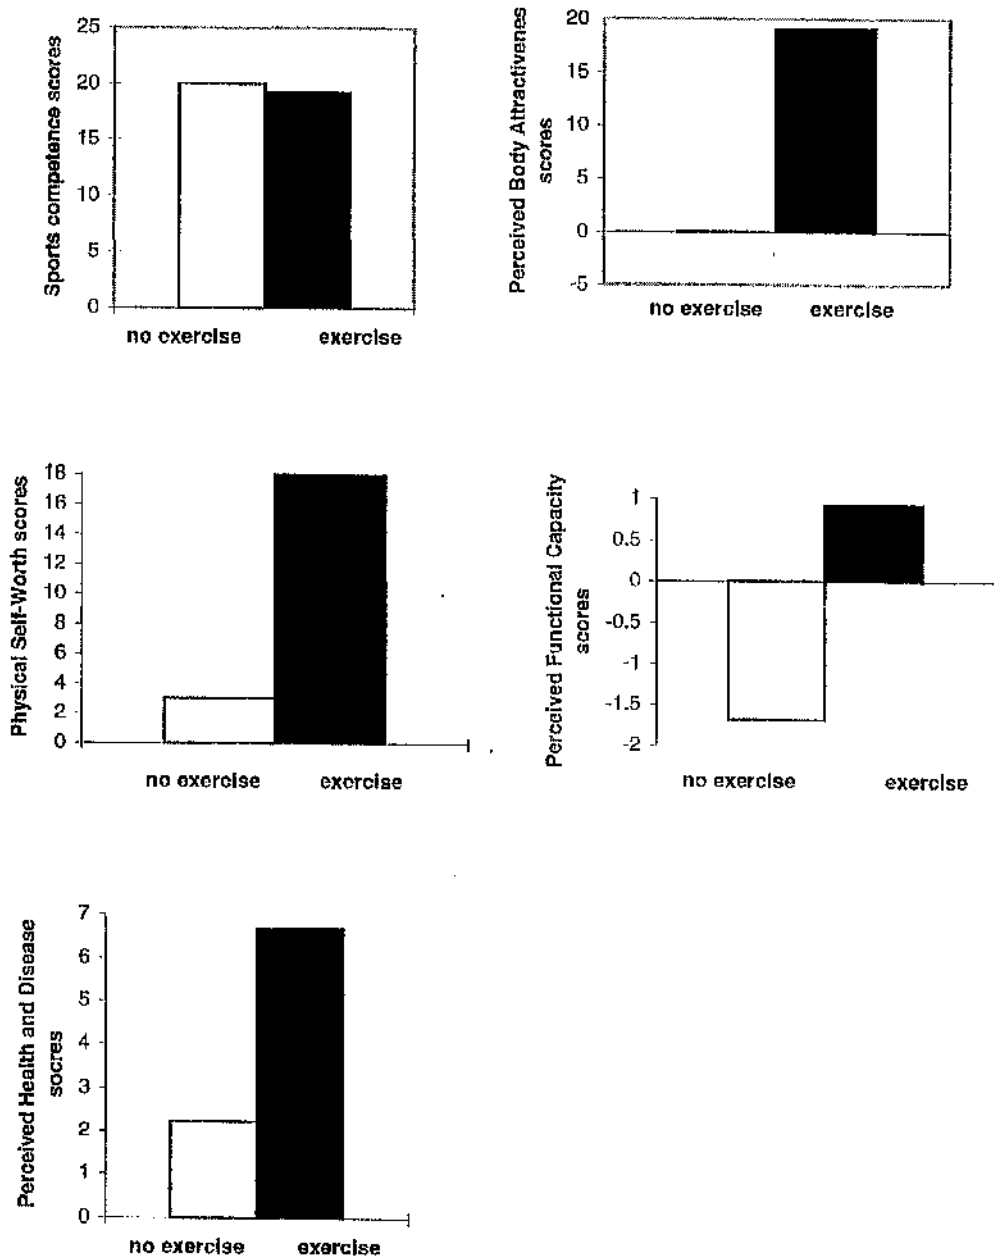 Sports competence scores
25
20
15
10
5
0
no exercise exercise
Perceived Body Attractivenes
scores
20
15
10
5
0
-5
no exercise exercise
Physical Self-Worth scores
18
16
14
12
10
8
6
4
2
0
no exercise exercise
Perceived Functional Capacity
scores
1
0.5
0
-0.5
-1
-1.5
-2
no exercise exercise
Perceived Health and Disease
socres
7
6
5
4
3
2
1
0
no exercise exercise